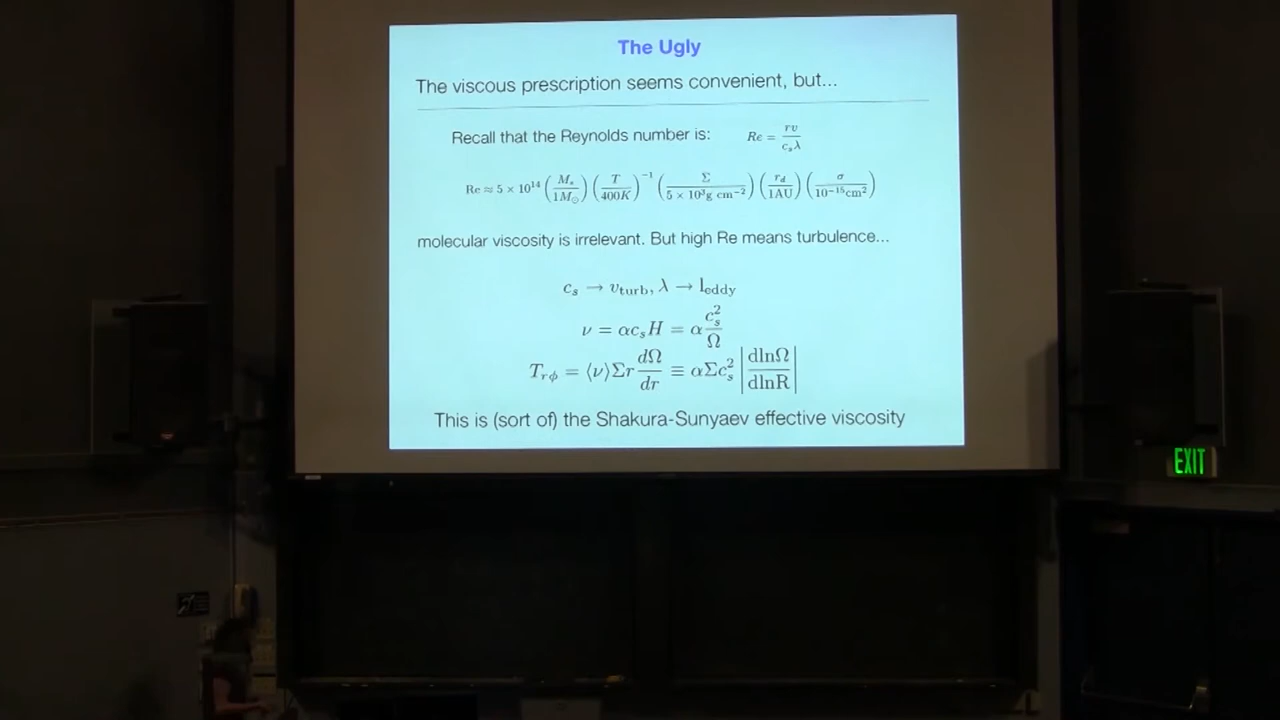 The Ugly
The viscous prescription seems convenient, but...
Recall that the Reynolds number is: Re = rv / c_s λ
Re ≈ 5 × 10^14 (M_* / 1M_☉) (T / 400K)^−1 (Σ / 5 × 10^3 g cm^−2) (r_d / 1AU) (σ / 10^−15 cm^2)
molecular viscosity is irrelevant. But high Re means turbulence...
c_s → v_turb, λ → l_eddy
ν = αc_s H = α c_s^2 / Ω
T_rϕ = ⟨ν⟩Σr dΩ / dr ≡ αΣc_s^2 |dlnΩ / dlnR|
This is (sort of) the Shakura-Sunyaev effective viscosity
EXIT